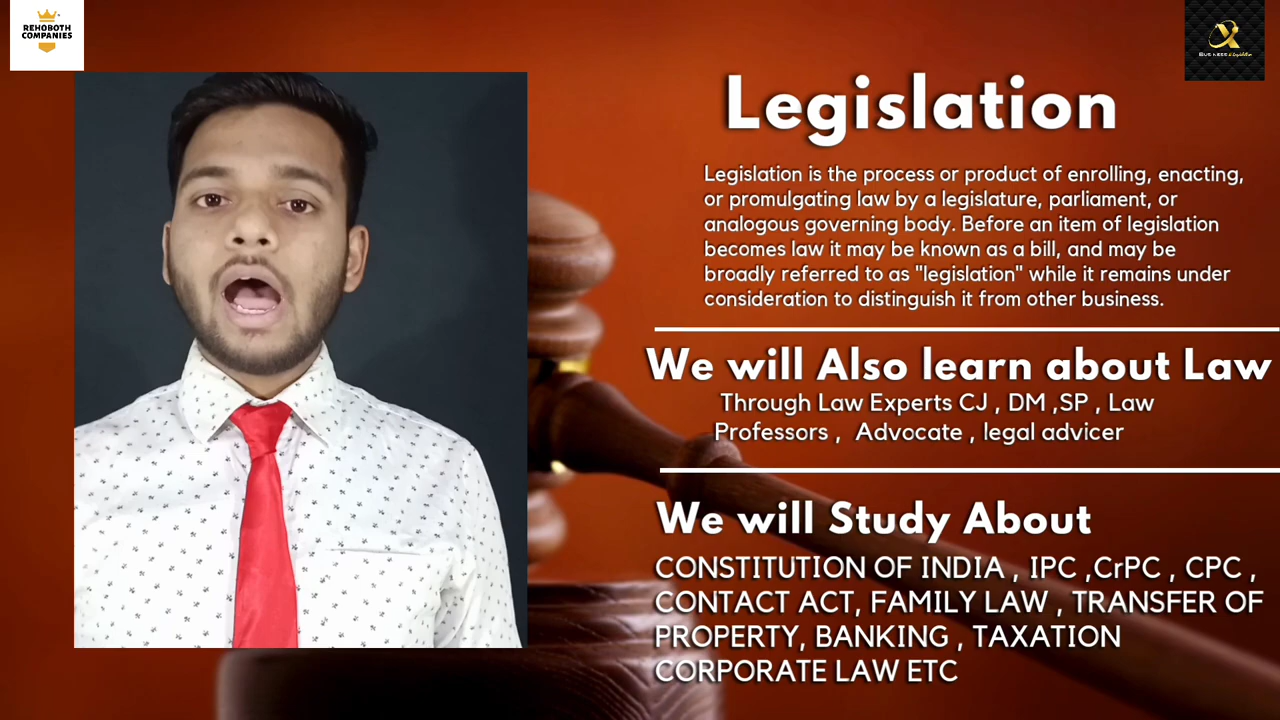 REHOBOTH
COMPANIES
Legislation
Legislation is the process or product of enrolling, enacting,
or promulgating law by a legislature, parliament, or
analogous governing body. Before an item of legislation
becomes law it may be known as a bill, and may be
broadly referred to as "legislation" while it remains under
consideration to distinguish it from other business.
We will Also learn about Law
Through Law Experts CJ , DM ,SP , Law
Professors , Advocate , legal advicer
We will Study About
CONSTITUTION OF INDIA , IPC ,CrPC , CPC ,
CONTACT ACT, FAMILY LAW , TRANSFER OF
PROPERTY, BANKING , TAXATION
CORPORATE LAW ETC